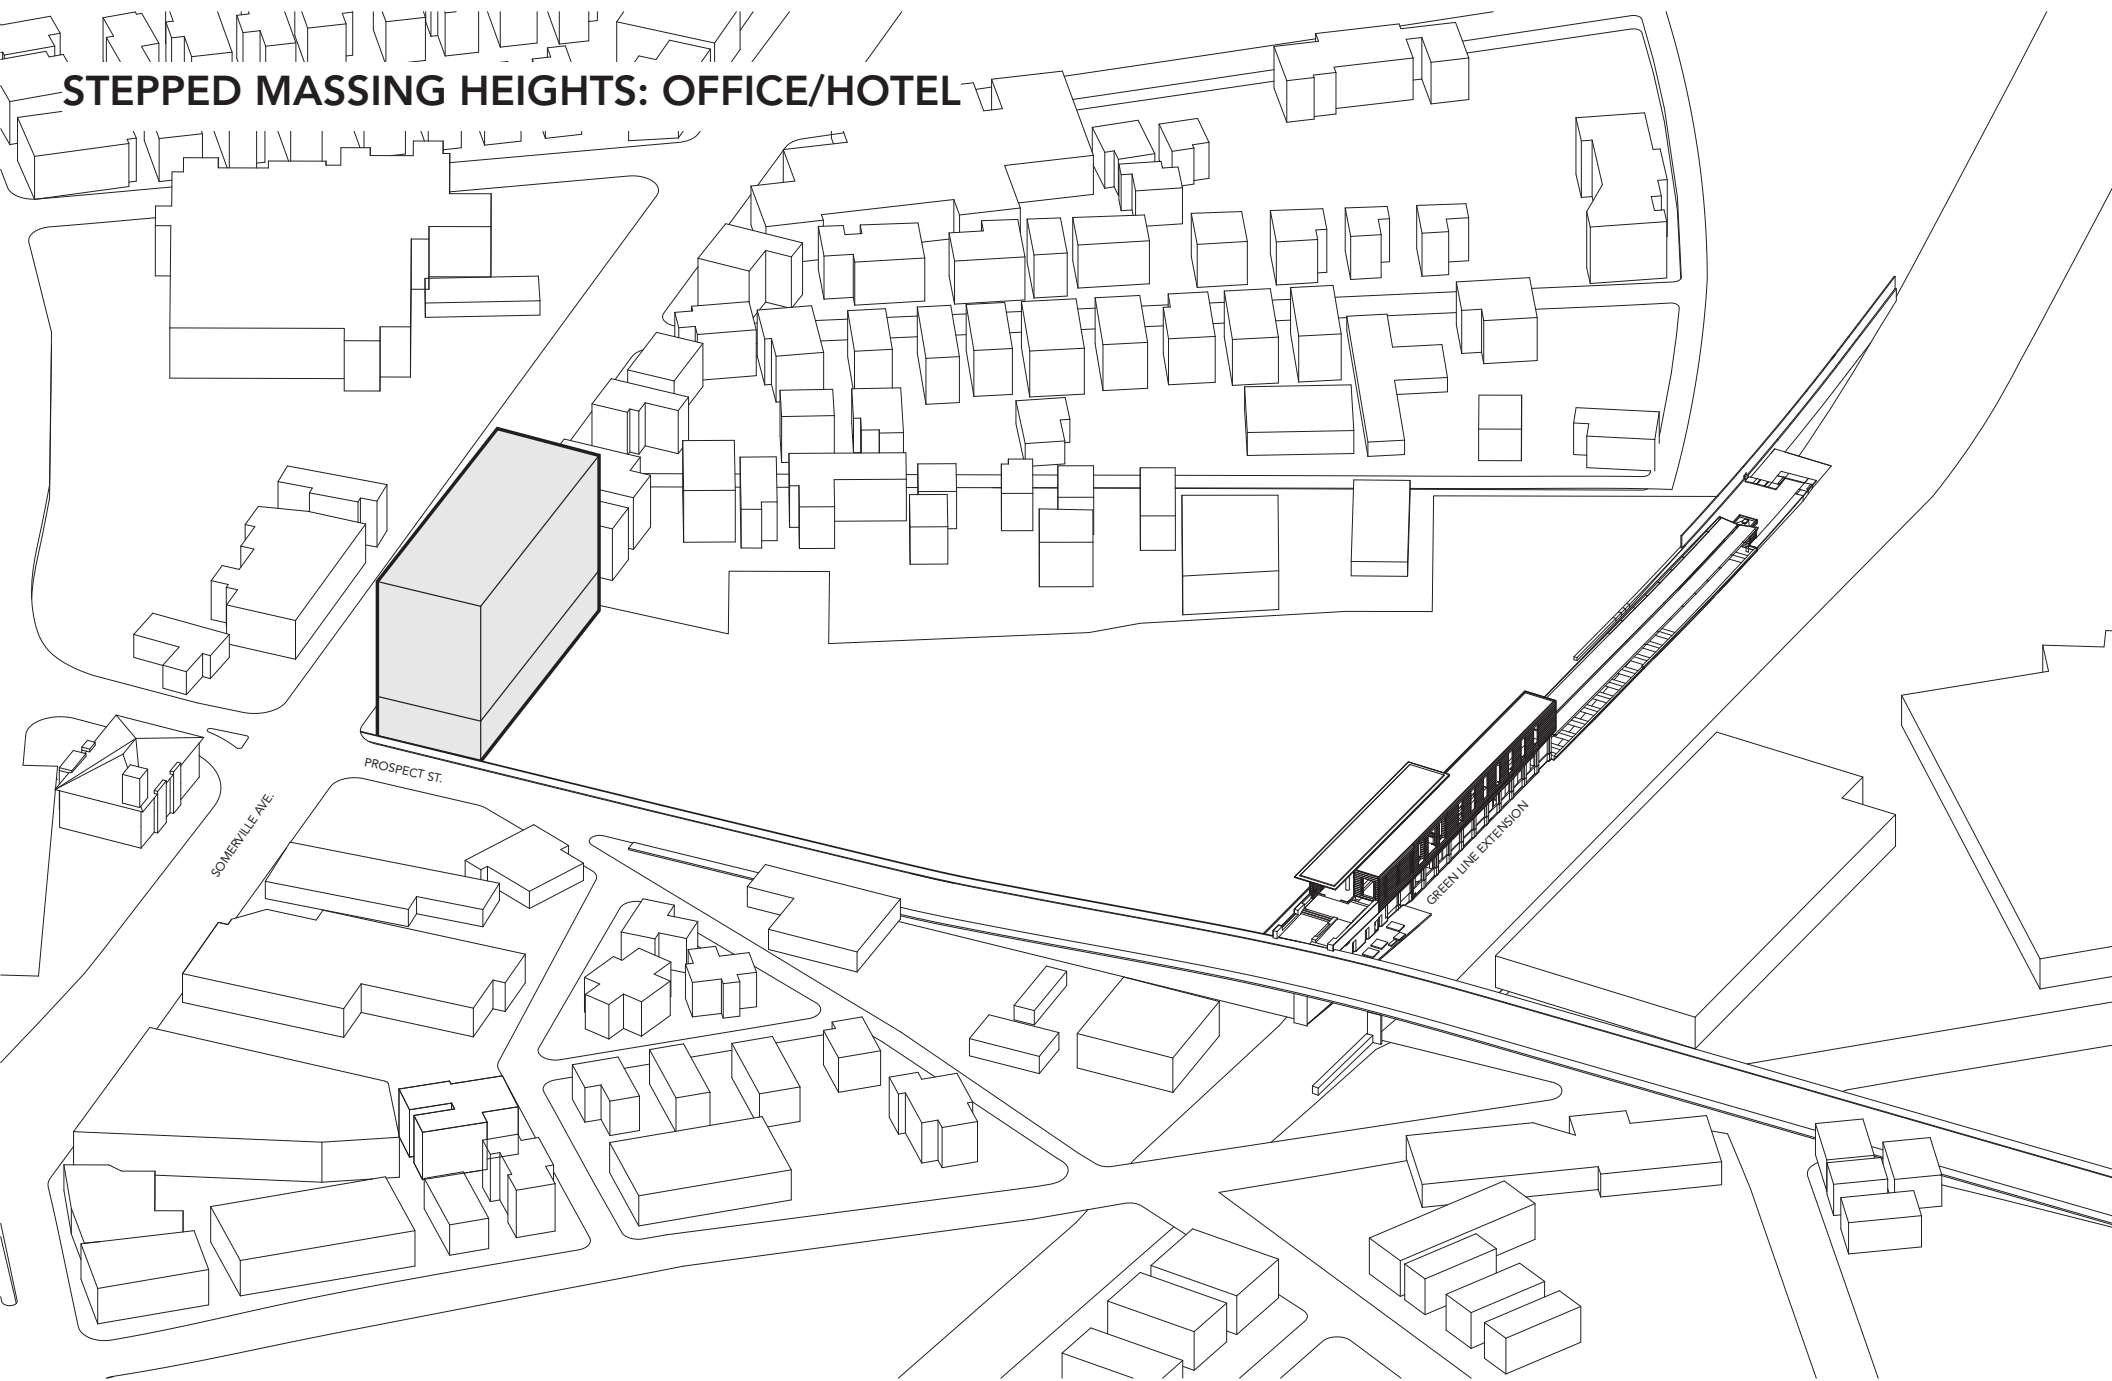 STEPPED MASSING HEIGHTS: OFFICE/HOTEL
PROSPECT ST.
SOMERVILLE AVE.
GREEN LINE EXTENSION